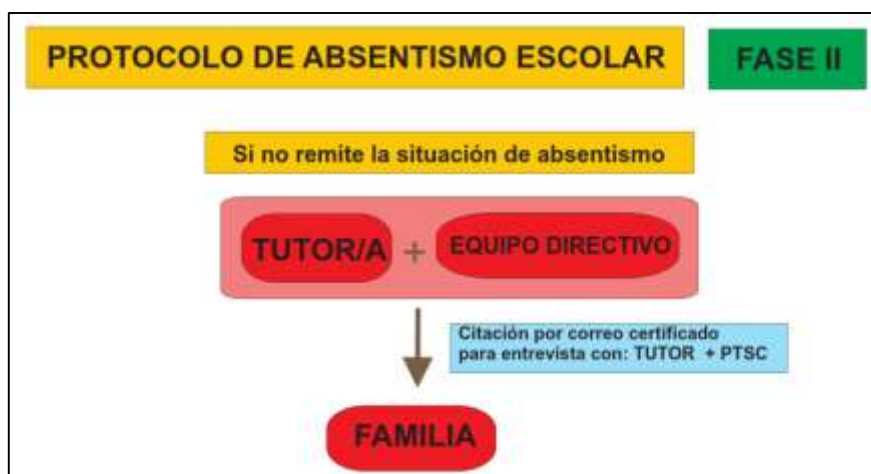 PROTOCOLO DE ABSENTISMO ESCOLAR
FASE II
Si no remite la situación de absentismo
TUTOR/A + EQUIPO DIRECTIVO
Citación por correo certificado
para entrevista con: TUTOR + PTSC
FAMILIA